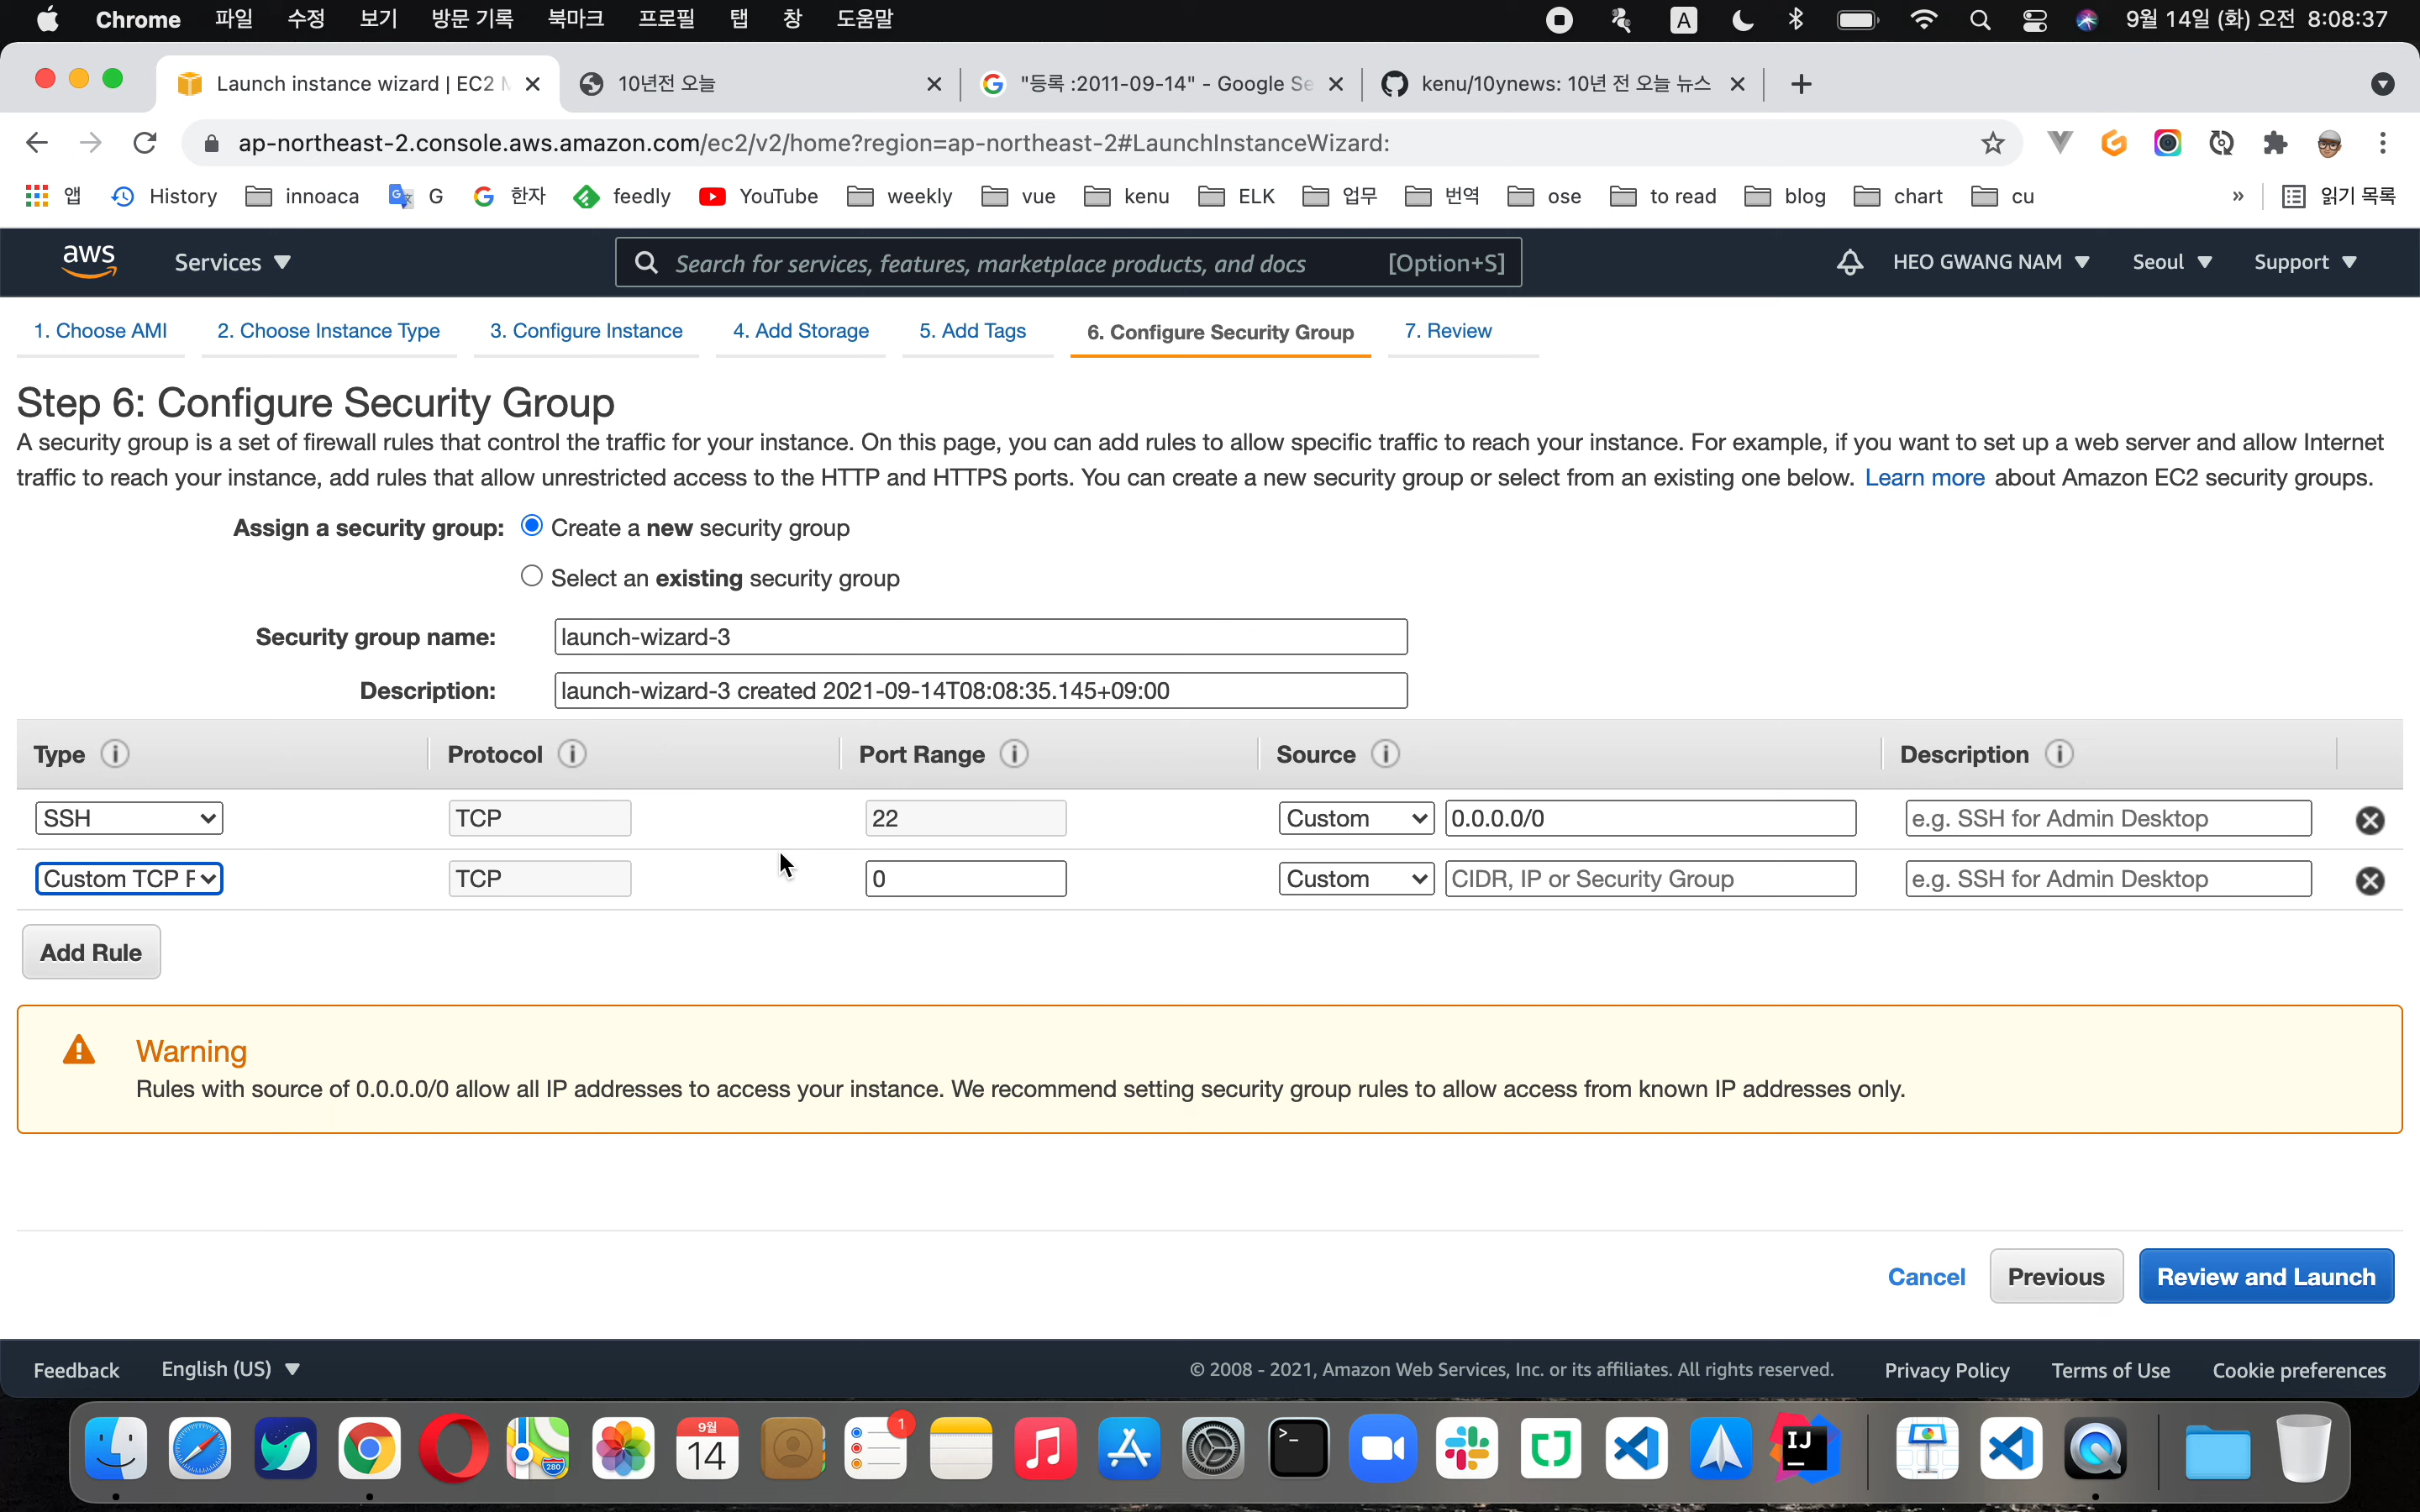 Chrome 파일 수정 보기 방문 기록 북마크 프로필 탭 창 도움말 A 9월 14일 (화) 오전 8:08:37
Launch instance wizard | EC2 M 10년전 오늘 "등록 :2011-09-14" - Google Se kenu/10ynews: 10년 전 오늘 뉴스
ap-northeast-2.console.aws.amazon.com/ec2/v2/home?region=ap-northeast-2#LaunchInstanceWizard:
앱 History innoaca G 한자 feedly YouTube weekly vue kenu ELK 업무 번역 ose to read blog chart cu » 읽기 목록
aws Services Search for services, features, marketplace products, and docs [Option+S] HEO GWANG NAM Seoul Support
1. Choose AMI 2. Choose Instance Type 3. Configure Instance 4. Add Storage 5. Add Tags 6. Configure Security Group 7. Review
Step 6: Configure Security Group
A security group is a set of firewall rules that control the traffic for your instance. On this page, you can add rules to allow specific traffic to reach your instance. For example, if you want to set up a web server and allow Internet
traffic to reach your instance, add rules that allow unrestricted access to the HTTP and HTTPS ports. You can create a new security group or select from an existing one below. Learn more about Amazon EC2 security groups.
Assign a security group: Create a new security group
Select an existing security group
Security group name: launch-wizard-3
Description: launch-wizard-3 created 2021-09-14T08:08:35.145+09:00
Type Protocol Port Range Source Description
SSH TCP 22 Custom 0.0.0.0/0 e.g. SSH for Admin Desktop
Custom TCP F TCP 0 Custom CIDR, IP or Security Group e.g. SSH for Admin Desktop
Add Rule
Warning
Rules with source of 0.0.0.0/0 allow all IP addresses to access your instance. We recommend setting security group rules to allow access from known IP addresses only.
Cancel Previous Review and Launch
Feedback English (US) © 2008 - 2021, Amazon Web Services, Inc. or its affiliates. All rights reserved. Privacy Policy Terms of Use Cookie preferences
280 9월 14 1 >_ IJ